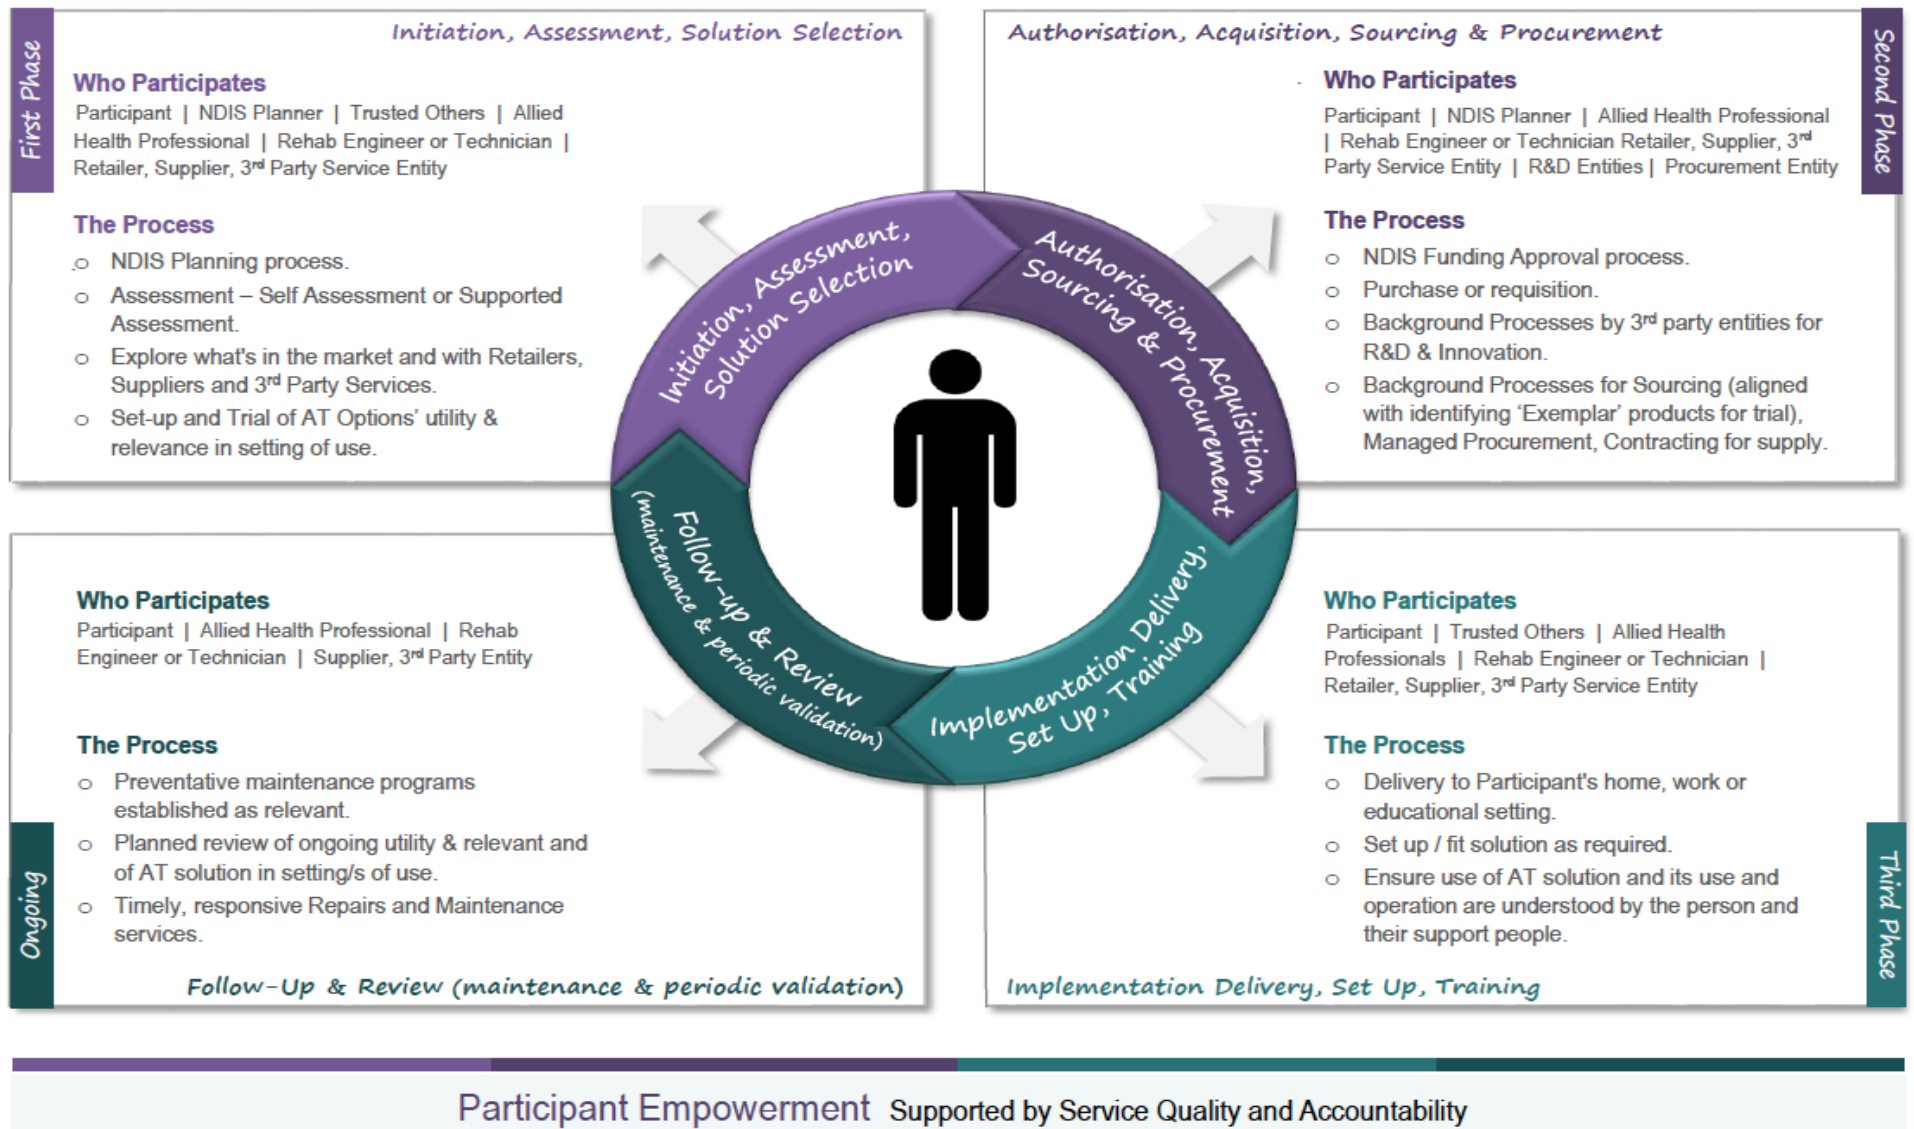 Initiation, Assessment, Solution Selection
First Phase
Who Participates
Participant | NDIS Planner | Trusted Others | Allied
Health Professional | Rehab Engineer or Technician |
Retailer, Supplier, 3rd Party Service Entity
The Process
o NDIS Planning process.
o Assessment – Self Assessment or Supported
Assessment.
o Explore what's in the market and with Retailers,
Suppliers and 3rd Party Services.
o Set-up and Trial of AT Options' utility &
relevance in setting of use.
Authorisation, Acquisition, Sourcing & Procurement
Second Phase
Who Participates
Participant | NDIS Planner | Allied Health Professional
| Rehab Engineer or Technician Retailer, Supplier, 3rd
Party Service Entity | R&D Entities | Procurement Entity
The Process
o NDIS Funding Approval process.
o Purchase or requisition.
o Background Processes by 3rd party entities for
R&D & Innovation.
o Background Processes for Sourcing (aligned
with identifying 'Exemplar' products for trial),
Managed Procurement, Contracting for supply.
Initiation, Assessment,
Solution Selection
Authorisation, Acquisition,
Sourcing & Procurement
Implementation Delivery,
Set Up, Training
Follow-up & Review
(maintenance & periodic validation)
Who Participates
Participant | Allied Health Professional | Rehab
Engineer or Technician | Supplier, 3rd Party Entity
The Process
o Preventative maintenance programs
established as relevant.
o Planned review of ongoing utility & relevant and
of AT solution in setting/s of use.
o Timely, responsive Repairs and Maintenance
services.
Ongoing
Follow-Up & Review (maintenance & periodic validation)
Who Participates
Participant | Trusted Others | Allied Health
Professionals | Rehab Engineer or Technician |
Retailer, Supplier, 3rd Party Service Entity
The Process
o Delivery to Participant's home, work or
educational setting.
o Set up / fit solution as required.
o Ensure use of AT solution and its use and
operation are understood by the person and
their support people.
Third Phase
Implementation Delivery, Set Up, Training
Participant Empowerment Supported by Service Quality and Accountability